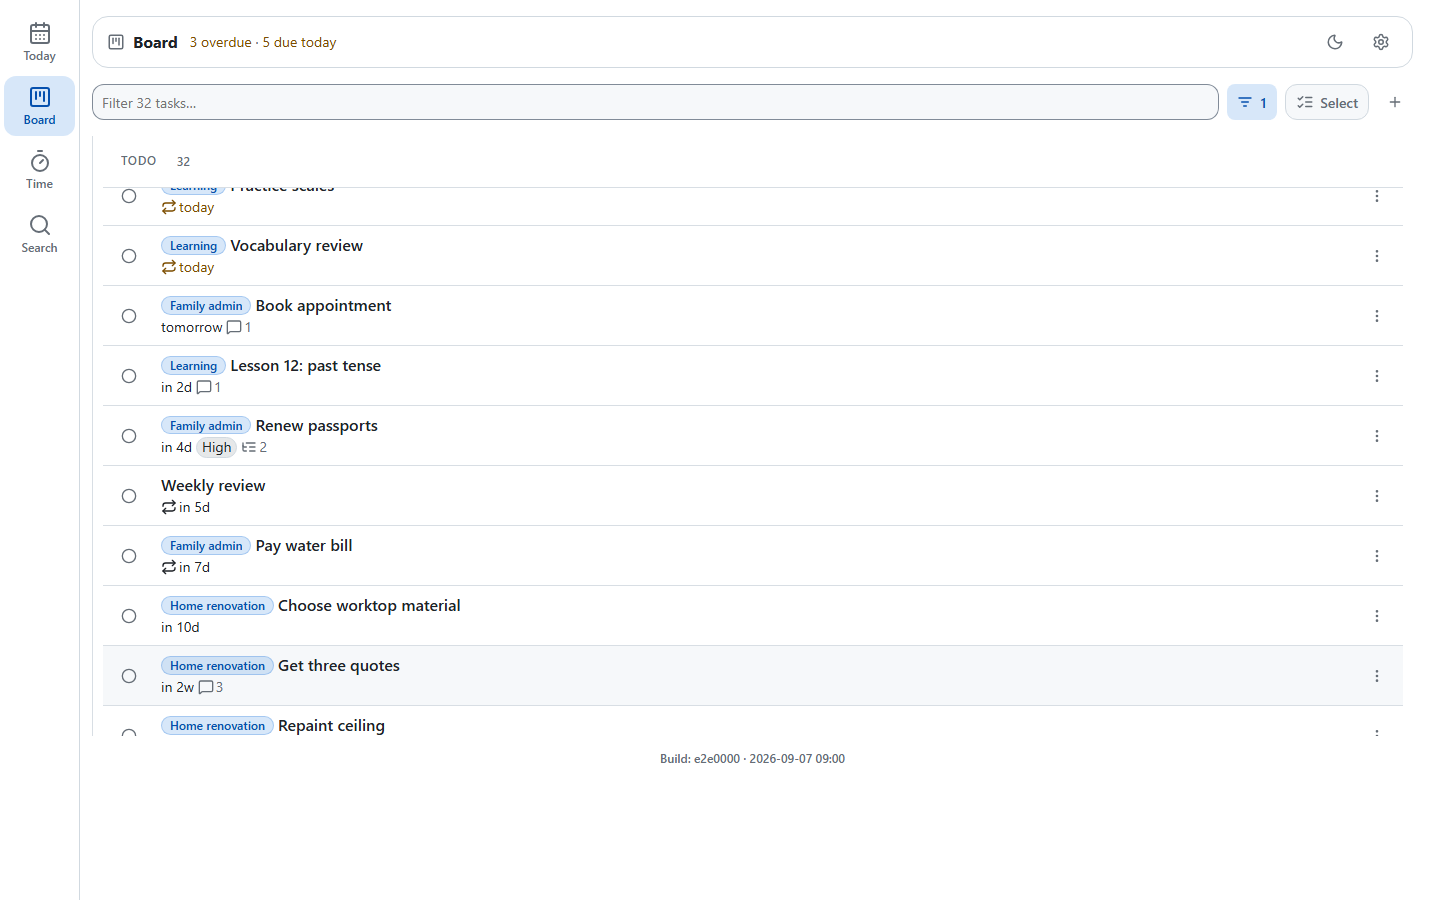 Today
Board
Time
Search
Board 3 overdue · 5 due today
Filter 32 tasks...
1
Select
TODO 32
Learning Practice scales
today
Learning Vocabulary review
today
Family admin Book appointment
tomorrow 1
Learning Lesson 12: past tense
in 2d 1
Family admin Renew passports
in 4d High 2
Weekly review
in 5d
Family admin Pay water bill
in 7d
Home renovation Choose worktop material
in 10d
Home renovation Get three quotes
in 2w 3
Home renovation Repaint ceiling
Build: e2e0000 · 2026-09-07 09:00